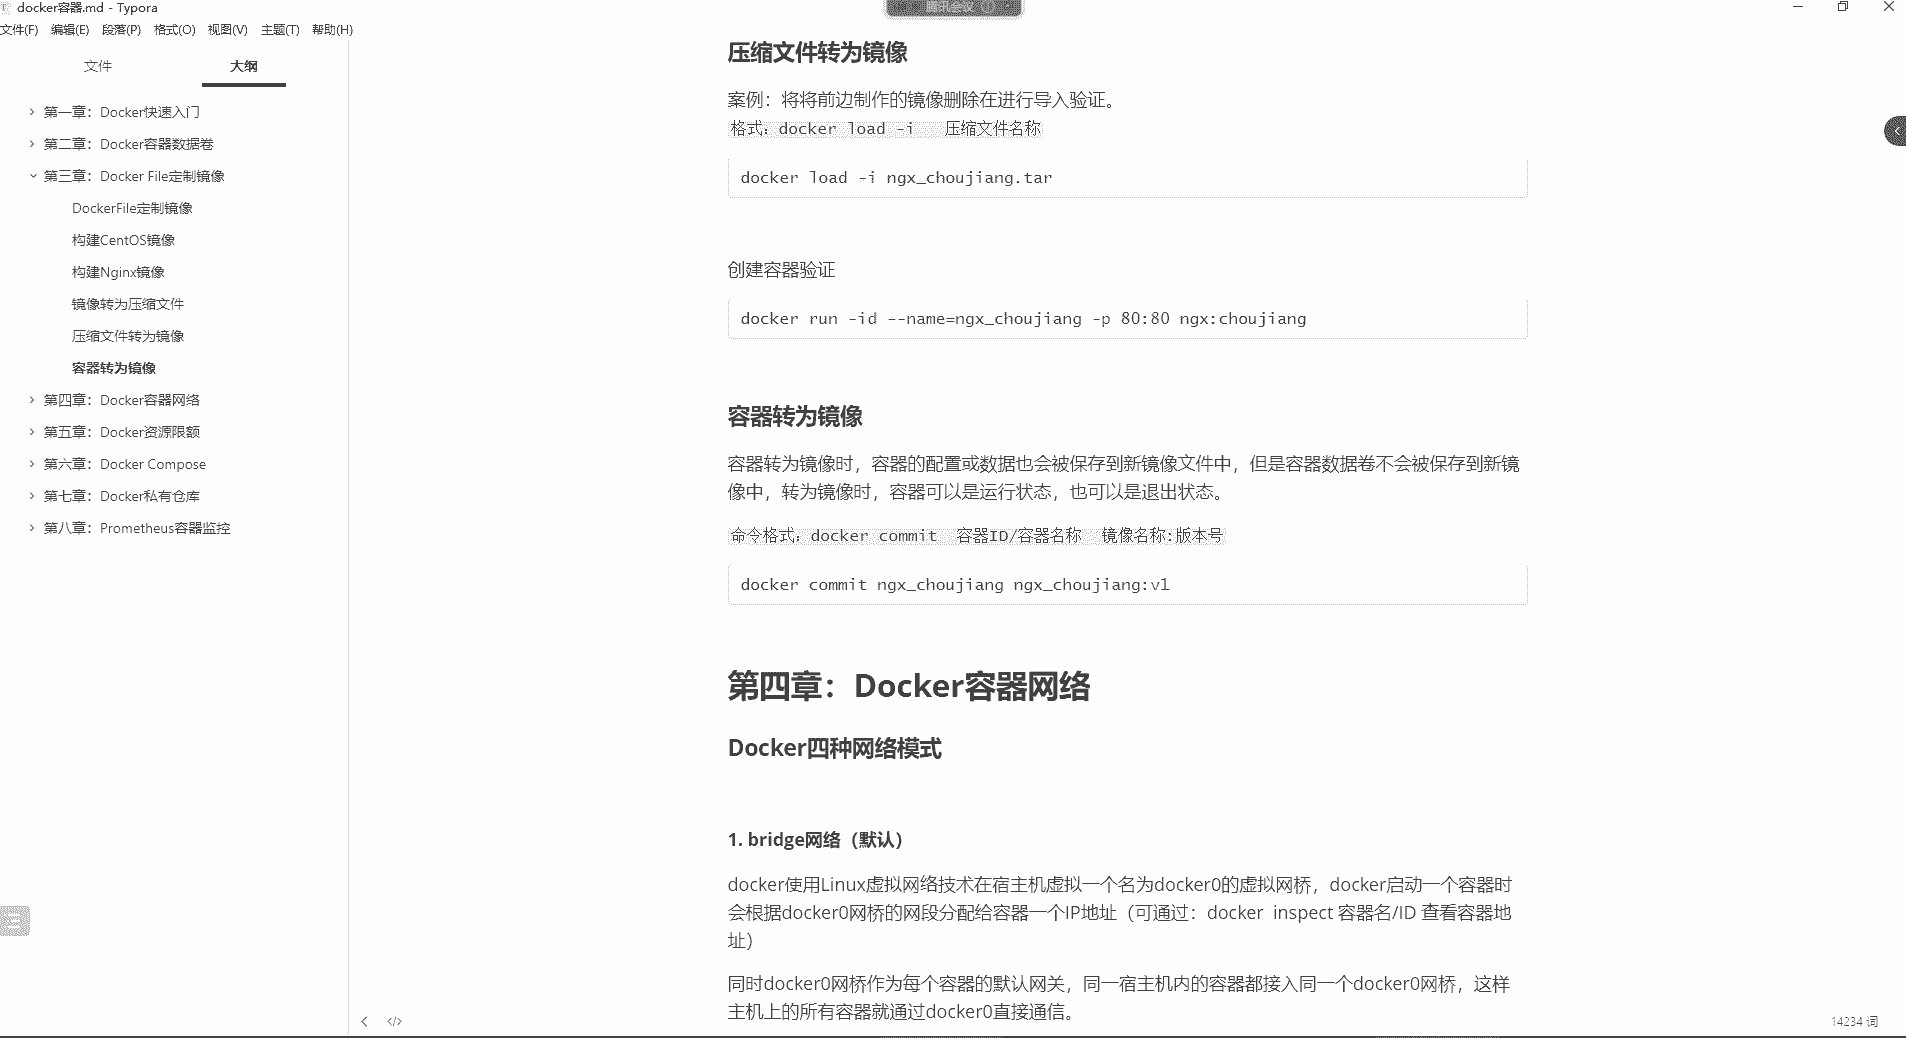 docker容器.md - Typora
腾讯会议
文件(F) 编辑(E) 段落(P) 格式(O) 视图(V) 主题(T) 帮助(H)
文件 大纲
第一章：Docker快速入门
第二章：Docker容器数据卷
第三章：Docker File定制镜像
DockerFile定制镜像
构建CentOS镜像
构建Nginx镜像
镜像转为压缩文件
压缩文件转为镜像
容器转为镜像
第四章：Docker容器网络
第五章：Docker资源限额
第六章：Docker Compose
第七章：Docker私有仓库
第八章：Prometheus容器监控
压缩文件转为镜像
案例：将将前边制作的镜像删除在进行导入验证。
格式：docker load -i 压缩文件名称
docker load -i ngx_choujiang.tar
创建容器验证
docker run -id --name=ngx_choujiang -p 80:80 ngx:choujiang
容器转为镜像
容器转为镜像时，容器的配置或数据也会被保存到新镜像文件中，但是容器数据卷不会被保存到新镜
像中，转为镜像时，容器可以是运行状态，也可以是退出状态。
命令格式：docker commit 容器ID/容器名称 镜像名称:版本号
docker commit ngx_choujiang ngx_choujiang:v1
第四章：Docker容器网络
Docker四种网络模式
1. bridge网络（默认）
docker使用Linux虚拟网络技术在宿主机虚拟一个名为docker0的虚拟网桥，docker启动一个容器时
会根据docker0网桥的网段分配给容器一个IP地址（可通过：docker inspect 容器名/ID 查看容器地
址）
同时docker0网桥作为每个容器的默认网关，同一宿主机内的容器都接入同一个docker0网桥，这样
主机上的所有容器就通过docker0直接通信。
</>
14234 词